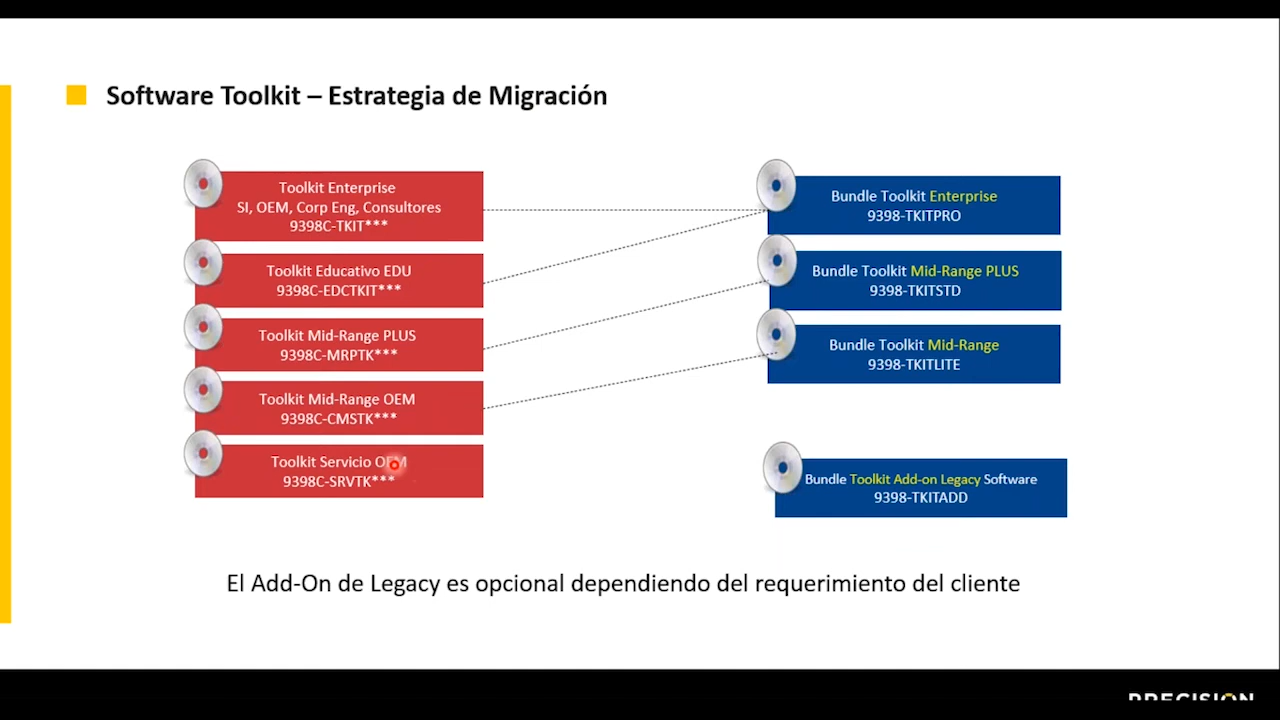 Software Toolkit – Estrategia de Migración
Toolkit Enterprise
SI, OEM, Corp Eng, Consultores
9398C-TKIT***
Toolkit Educativo EDU
9398C-EDCTKIT***
Toolkit Mid-Range PLUS
9398C-MRPTK***
Toolkit Mid-Range OEM
9398C-CMSTK***
Toolkit Servicio OEM
9398C-SRVTK***
Bundle Toolkit Enterprise
9398-TKITPRO
Bundle Toolkit Mid-Range PLUS
9398-TKITSTD
Bundle Toolkit Mid-Range
9398-TKITLITE
Bundle Toolkit Add-on Legacy Software
9398-TKITADD
El Add-On de Legacy es opcional dependiendo del requerimiento del cliente
PRECISION